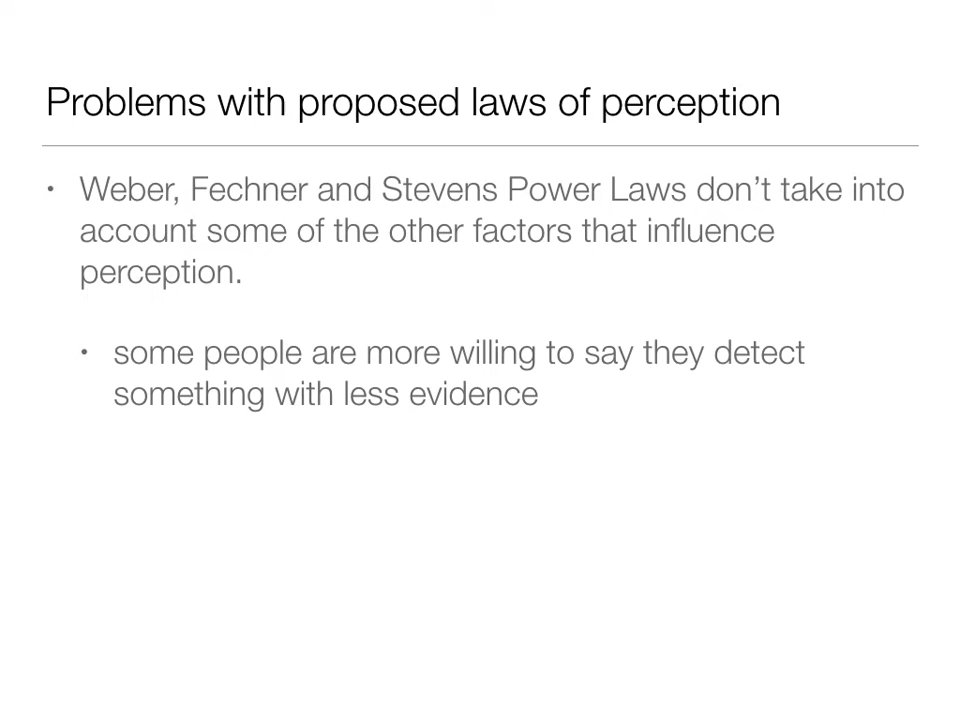 Problems with proposed laws of perception
• Weber, Fechner and Stevens Power Laws don’t take into
account some of the other factors that influence
perception.
• some people are more willing to say they detect
something with less evidence